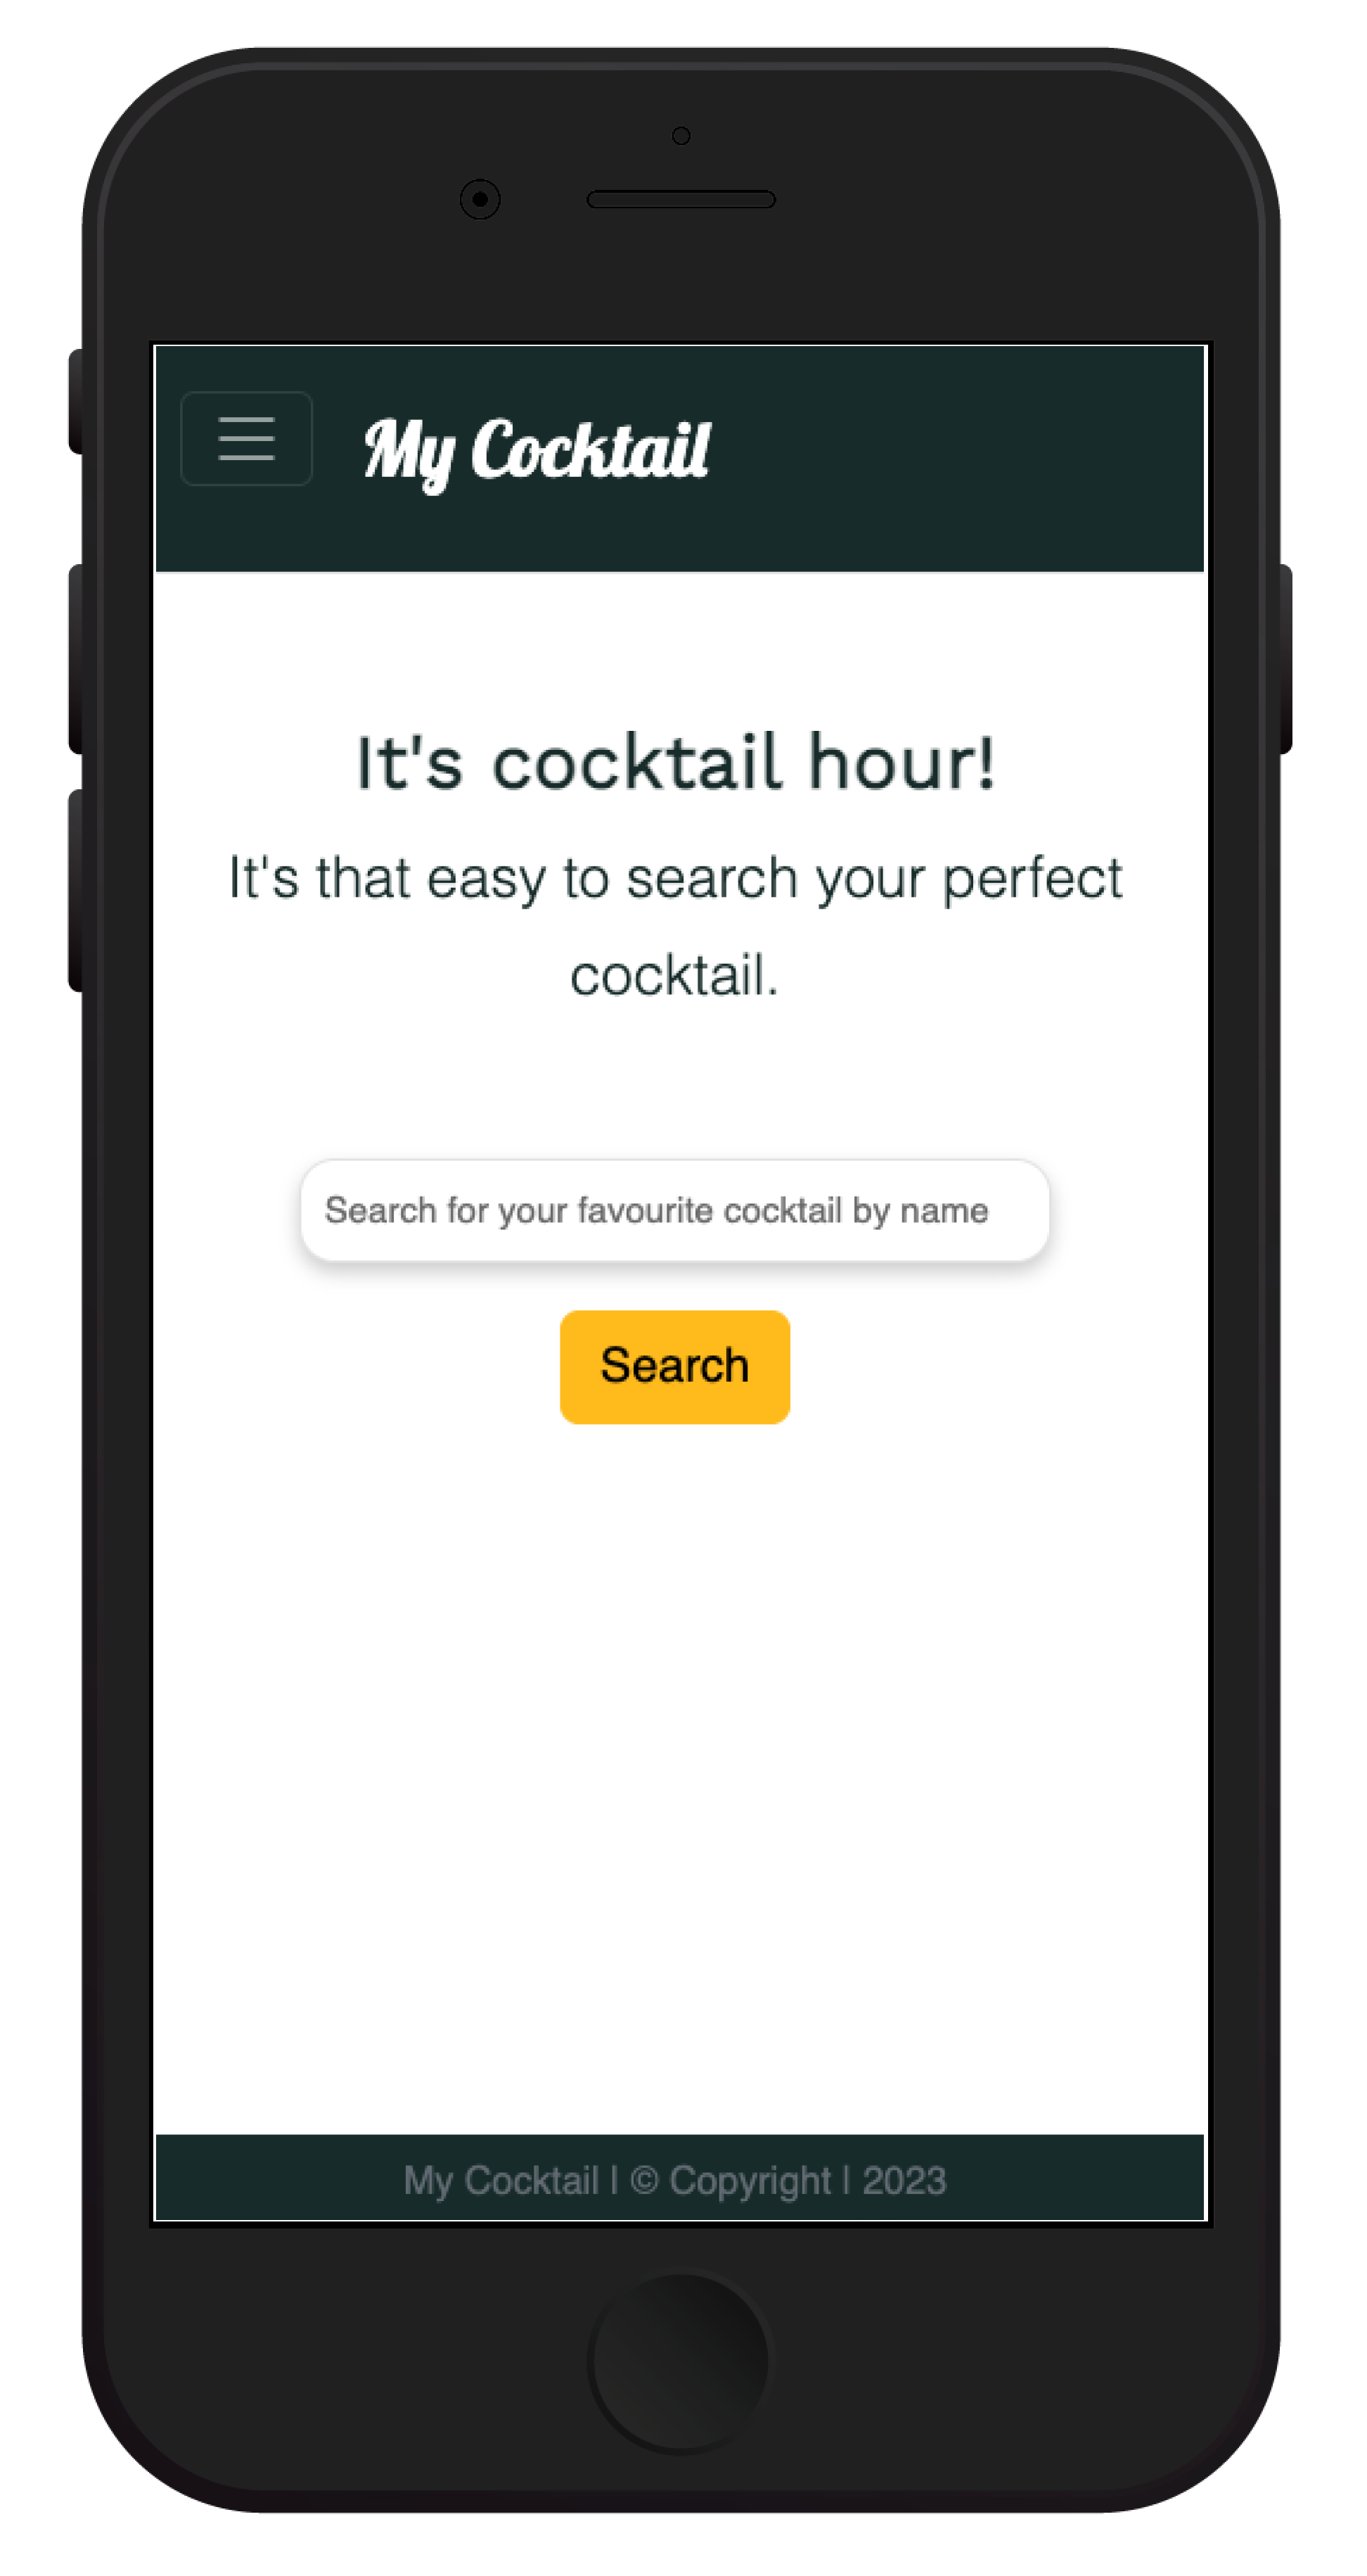 My Cocktail
It's cocktail hour!
It's that easy to search your perfect
cocktail.
Search for your favourite cocktail by name
Search
My Cocktail | © Copyright | 2023